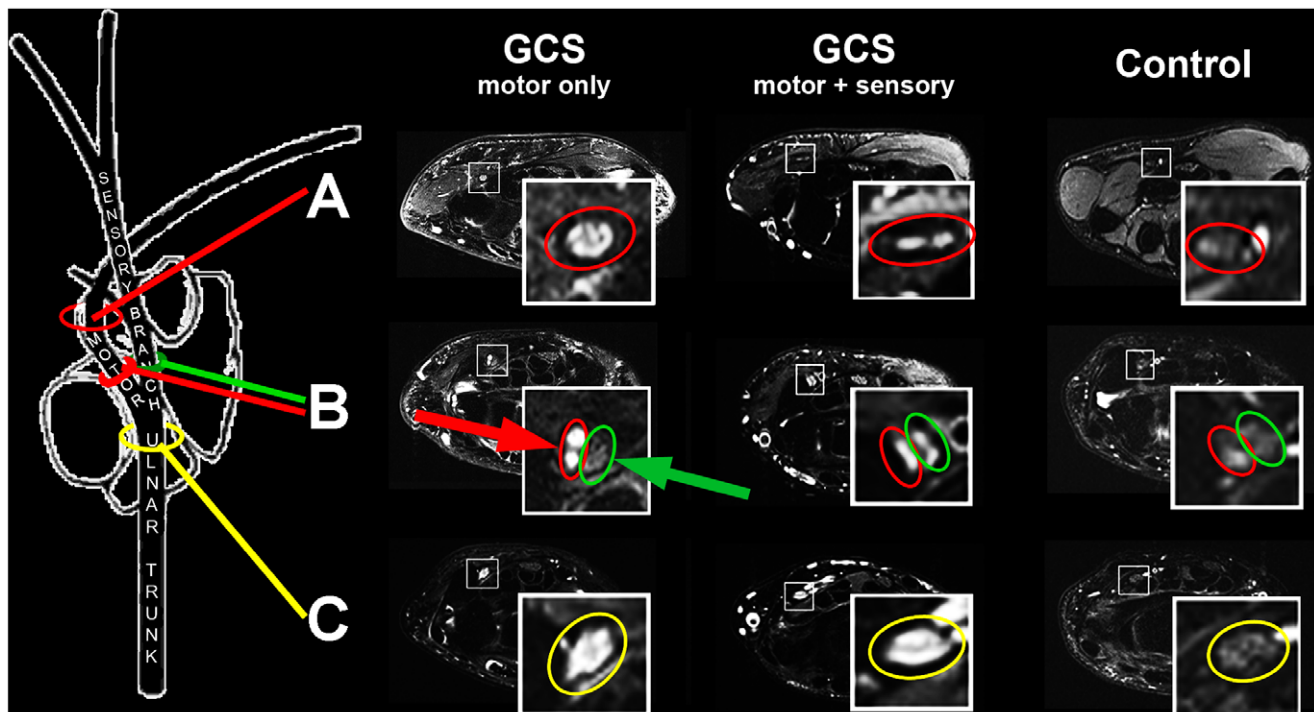 GCS
motor only
GCS
motor + sensory
Control
SENSORY BRANCH
MOTOR
ULNAR TRUNK
A
B
C